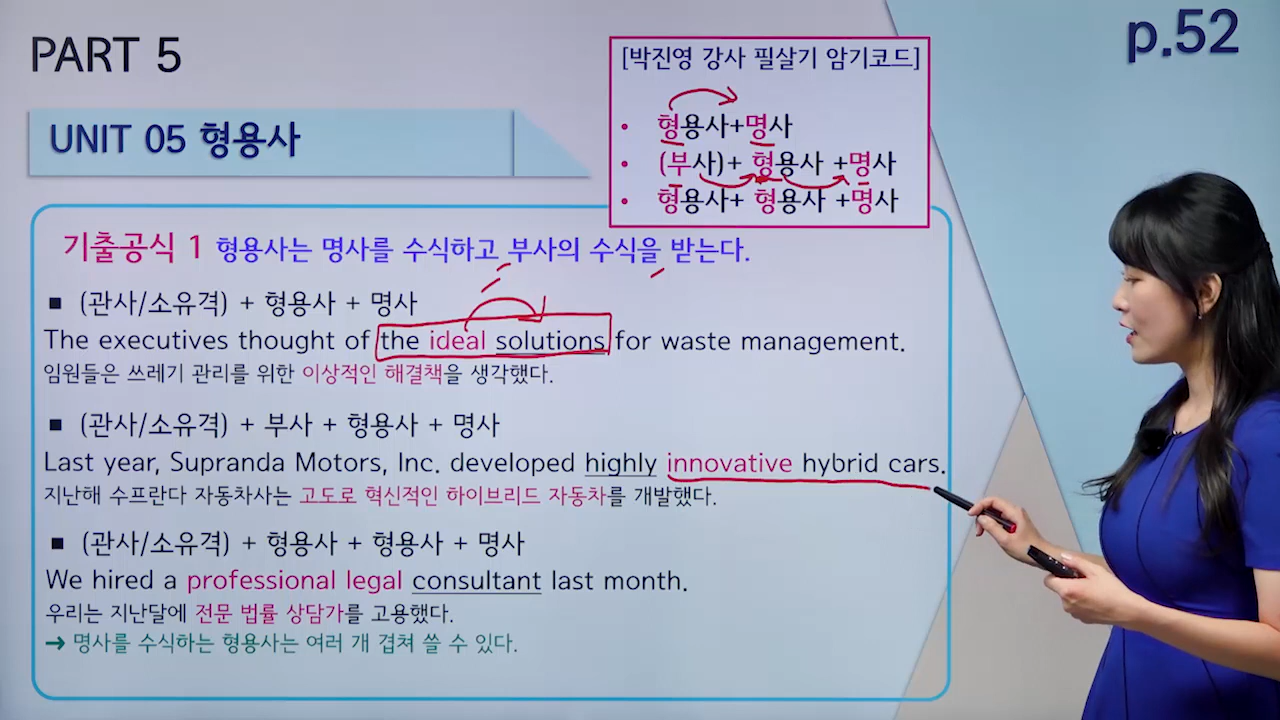 PART 5
p.52
UNIT 05 형용사
[박진영 강사 필살기 암기코드]
• 형용사+명사
• (부사)+ 형용사 +명사
• 형용사+ 형용사 +명사
기출공식 1 형용사는 명사를 수식하고 부사의 수식을 받는다.
■ (관사/소유격) + 형용사 + 명사
The executives thought of the ideal solutions for waste management.
임원들은 쓰레기 관리를 위한 이상적인 해결책을 생각했다.
■ (관사/소유격) + 부사 + 형용사 + 명사
Last year, Supranda Motors, Inc. developed highly innovative hybrid cars.
지난해 수프란다 자동차사는 고도로 혁신적인 하이브리드 자동차를 개발했다.
■ (관사/소유격) + 형용사 + 형용사 + 명사
We hired a professional legal consultant last month.
우리는 지난달에 전문 법률 상담가를 고용했다.
→ 명사를 수식하는 형용사는 여러 개 겹쳐 쓸 수 있다.